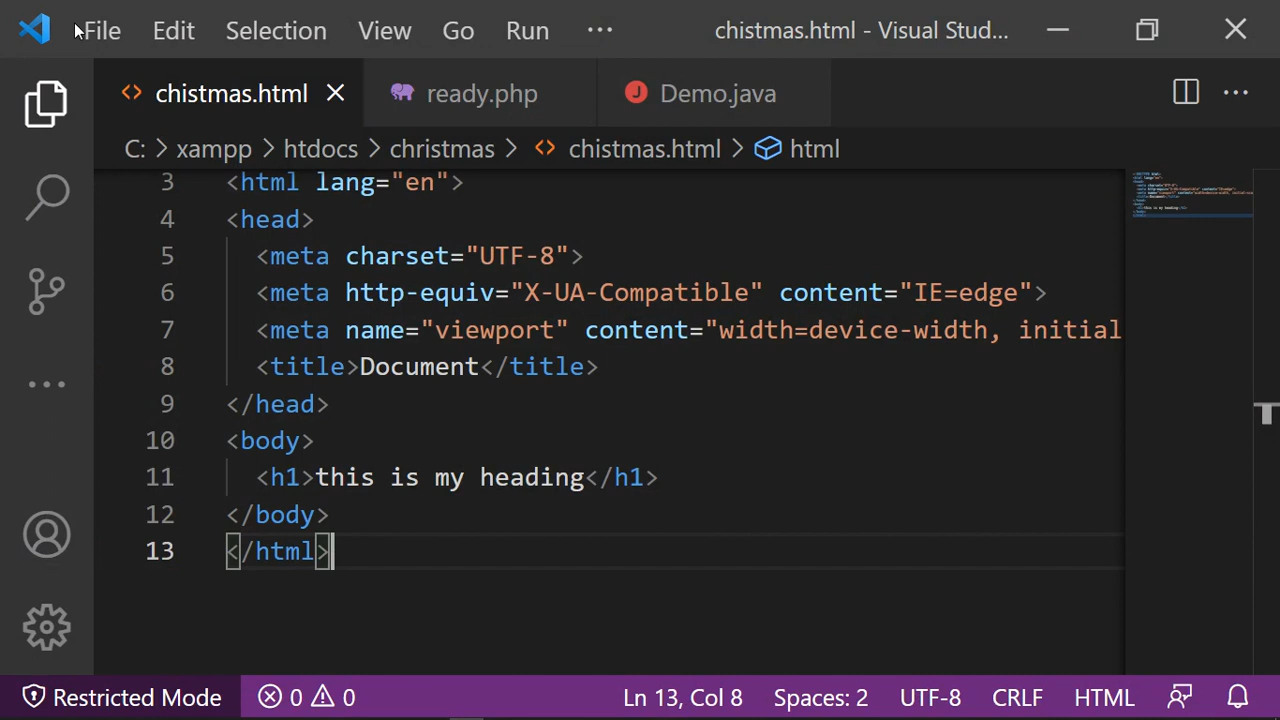 File Edit Selection View Go Run ··· chistmas.html - Visual Stud...
chistmas.html ready.php J Demo.java
C: > xampp > htdocs > christmas > chistmas.html > html
3 <html lang="en">
4 <head>
5 <meta charset="UTF-8">
6 <meta http-equiv="X-UA-Compatible" content="IE=edge">
7 <meta name="viewport" content="width=device-width, initial
8 <title>Document</title>
9 </head>
10 <body>
11 <h1>this is my heading</h1>
12 </body>
13 </html>
Restricted Mode 0 0 Ln 13, Col 8 Spaces: 2 UTF-8 CRLF HTML